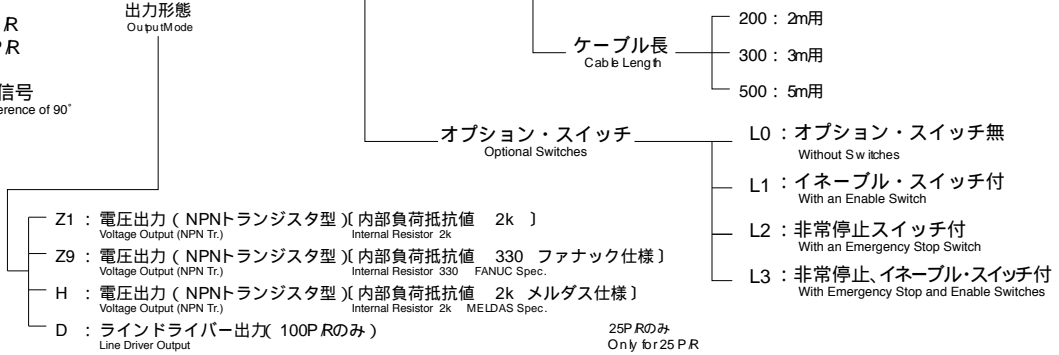 R
P/R
信号
erence of 90°
出力形態
Output Mode
Z1 : 電圧出力 ( NPNトランジスタ型 )〔 内部負荷抵抗値 2k 〕
Voltage Output (NPN Tr.) Internal Resistor 2k
Z9 : 電圧出力 ( NPNトランジスタ型 )〔 内部負荷抵抗値 330 ファナック仕様 〕
Voltage Output (NPN Tr.) Internal Resistor 330 FANUC Spec.
H : 電圧出力 ( NPNトランジスタ型 )〔 内部負荷抵抗値 2k メルダス仕様 〕
Voltage Output (NPN Tr.) Internal Resistor 2k MELDAS Spec.
D : ラインドライバー出力( 100P/Rのみ )
Line Driver Output
25P/Rのみ
Only for 25 P/R
ケーブル長
Cable Length
200 : 2m用
300 : 3m用
500 : 5m用
オプション・スイッチ
Optional Switches
L0 : オプション・スイッチ無
Without Switches
L1 : イネーブル・スイッチ付
With an Enable Switch
L2 : 非常停止スイッチ付
With an Emergency Stop Switch
L3 : 非常停止、イネーブル・スイッチ付
With Emergency Stop and Enable Switches